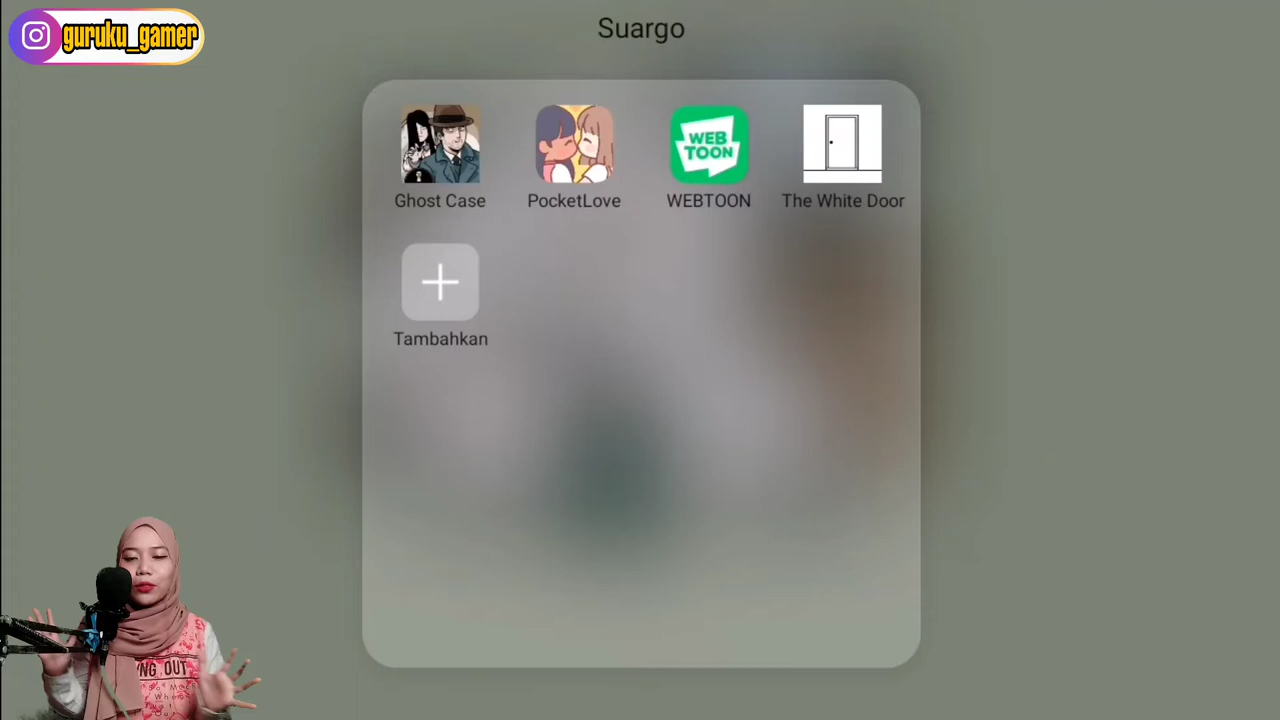 guruku_gamer
Suargo
WEB
TOON
Ghost Case
PocketLove
WEBTOON
The White Door
Tambahkan
NG OUT